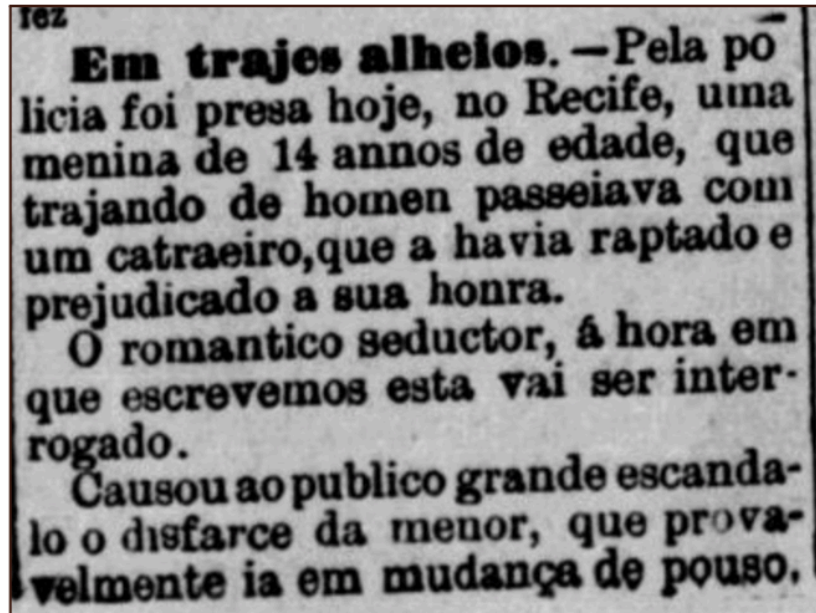 fez
Em trajes alheios. —Pela po-
licia foi presa hoje, no Recife, uma
menina de 14 annos de edade, que
trajando de homen passeiava com
um catraeiro,que a havia raptado e
prejudicado a sua honra.
O romantico seductor, á hora em
que escrevemos esta vai ser inter-
rogado.
Causou ao publico grande escanda-
lo o disfarce da menor, que prova-
velmente ia em mudança de pouso.